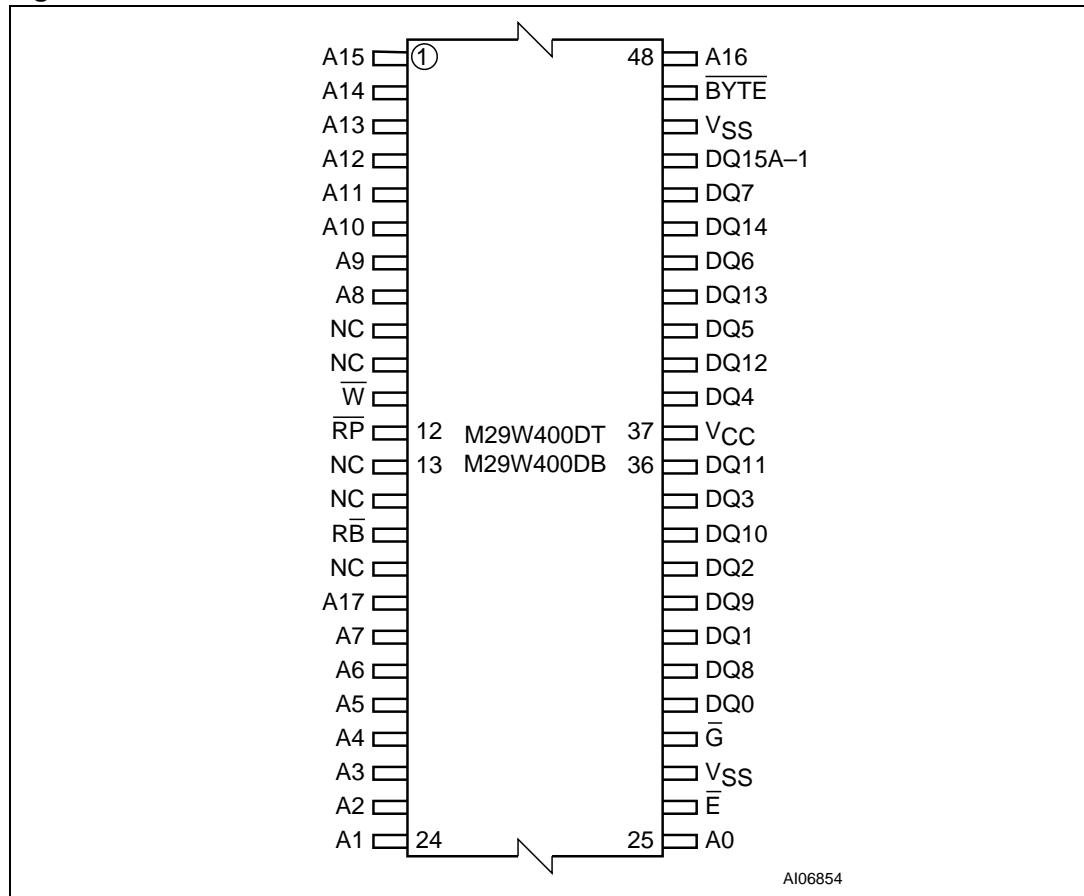 A15 1 48 A16
A14 B̅Y̅T̅E̅
A13 VSS
A12 DQ15A–1
A11 DQ7
A10 DQ14
A9 DQ6
A8 DQ13
NC DQ5
NC DQ12
W̅ DQ4
R̅P̅ 12 M29W400DT 37 VCC
NC 13 M29W400DB 36 DQ11
NC DQ3
RB̅ DQ10
NC DQ2
A17 DQ9
A7 DQ1
A6 DQ8
A5 DQ0
A4 G̅
A3 VSS
A2 E̅
A1 24 25 A0
AI06854